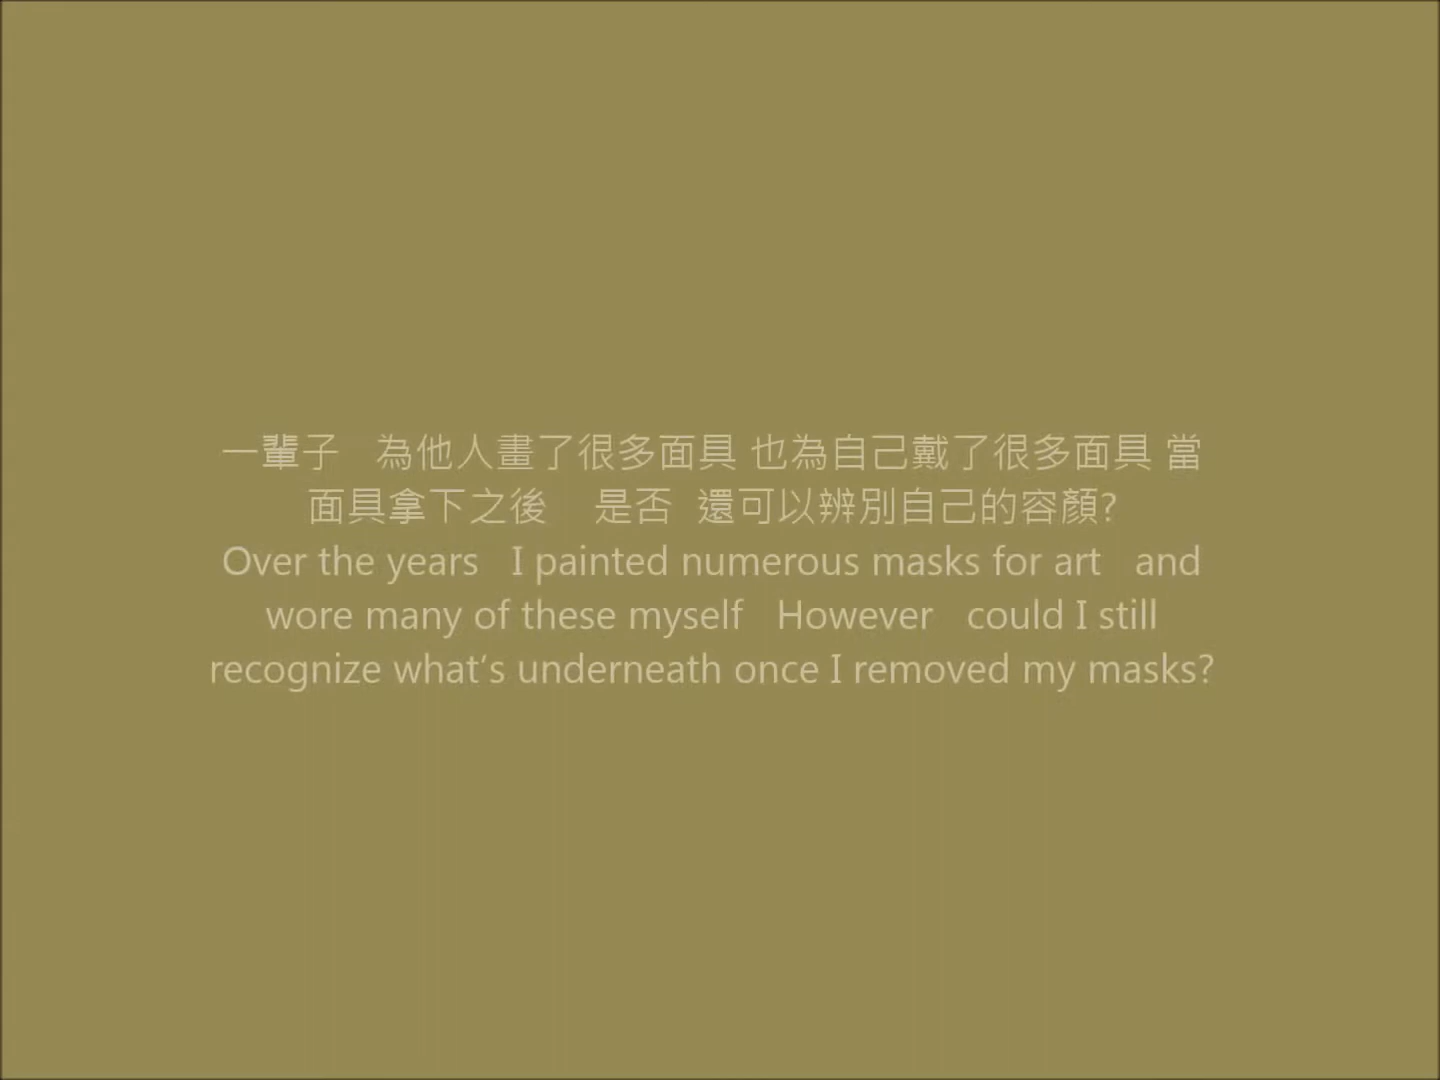 一輩子　為他人畫了很多面具 也為自己戴了很多面具 當
面具拿下之後　 是否  還可以辨別自己的容顏?
Over the years   I painted numerous masks for art   and
wore many of these myself   However   could I still
recognize what's underneath once I removed my masks?